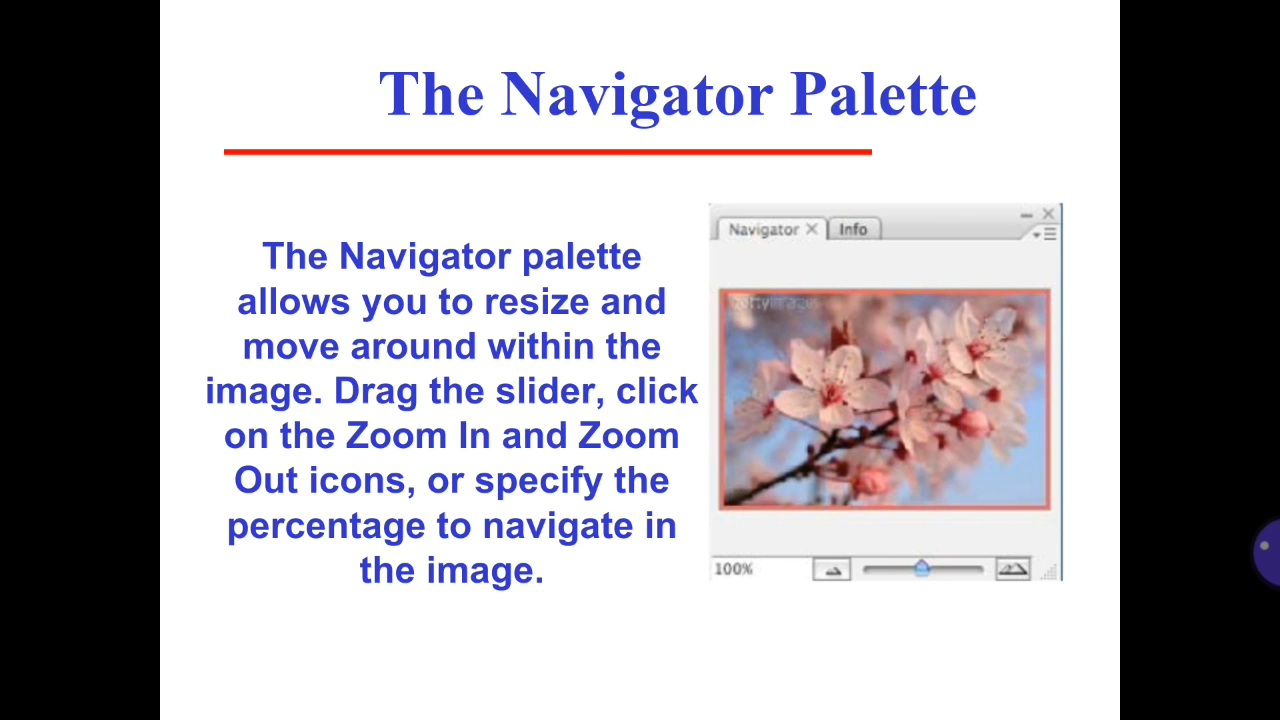 The Navigator Palette
The Navigator palette
allows you to resize and
move around within the
image. Drag the slider, click
on the Zoom In and Zoom
Out icons, or specify the
percentage to navigate in
the image.
Navigator
Info
100%